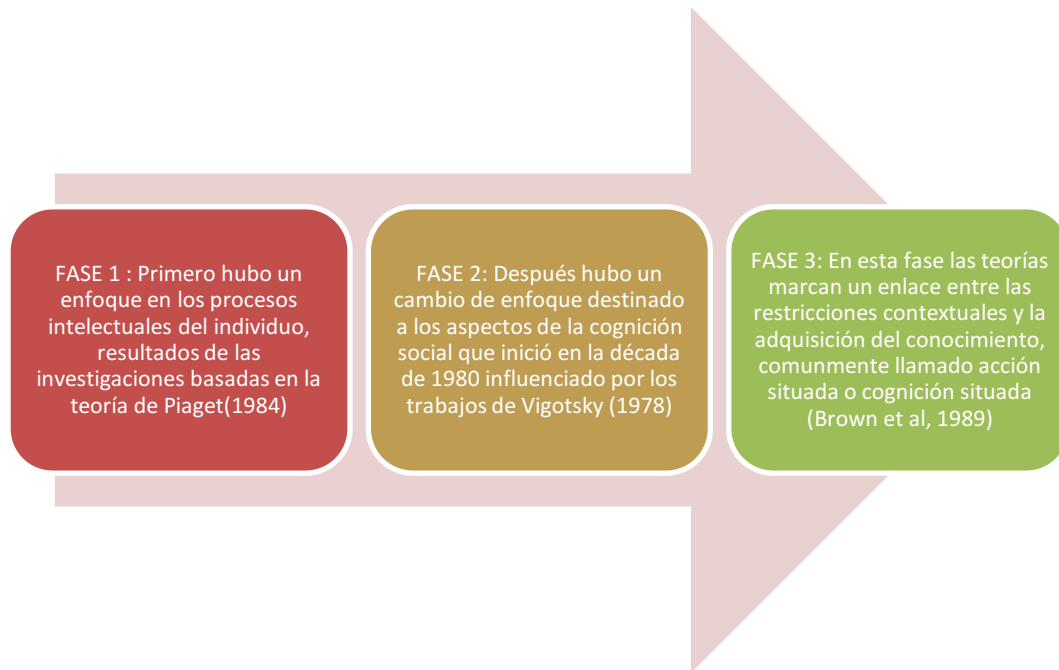 FASE 1 : Primero hubo un
enfoque en los procesos
intelectuales del individuo,
resultados de las
investigaciones basadas en la
teoría de Piaget(1984)
FASE 2: Después hubo un
cambio de enfoque destinado
a los aspectos de la cognición
social que inició en la década
de 1980 influenciado por los
trabajos de Vigotsky (1978)
FASE 3: En esta fase las teorías
marcan un enlace entre las
restricciones contextuales y la
adquisición del conocimiento,
comunmente llamado acción
situada o cognición situada
(Brown et al, 1989)